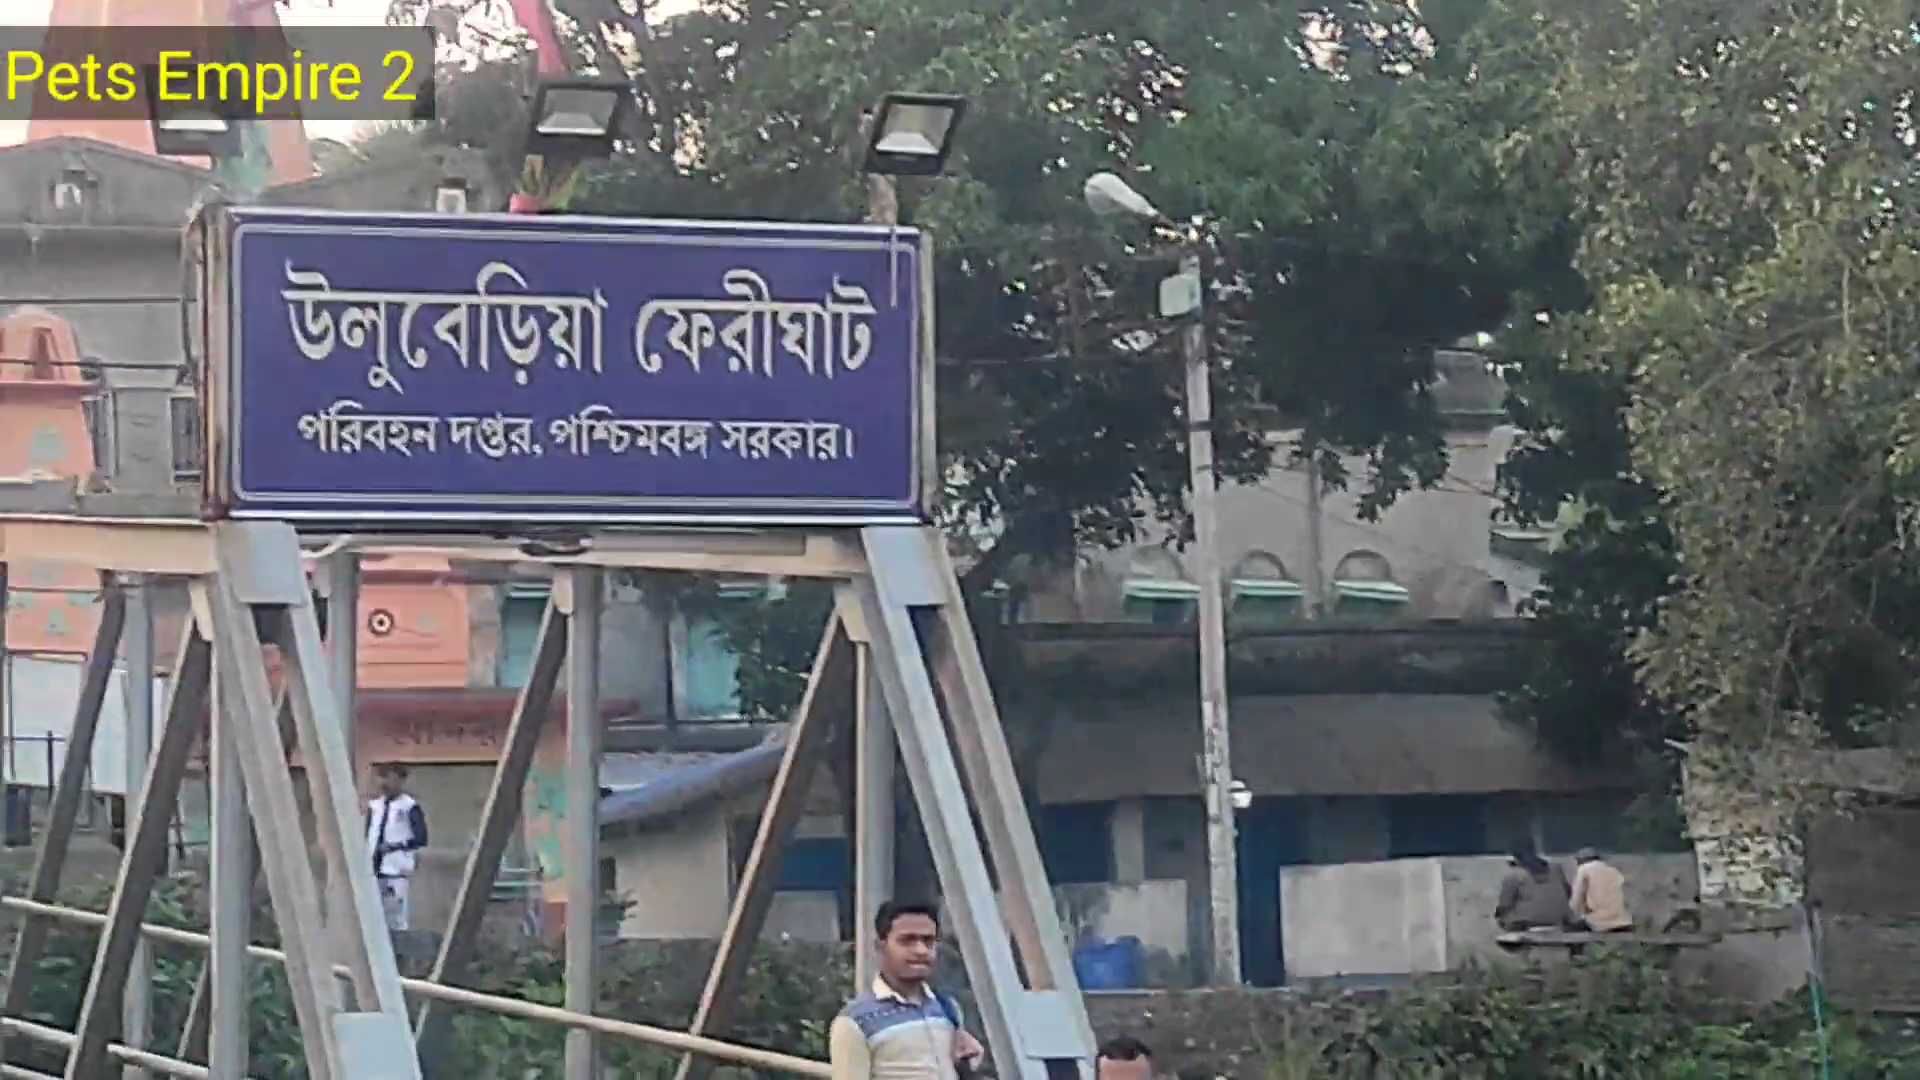 Pets Empire 2
উলুবেড়িয়া ফেরীঘাট
পরিবহন দপ্তর, পশ্চিমবঙ্গ সরকার।